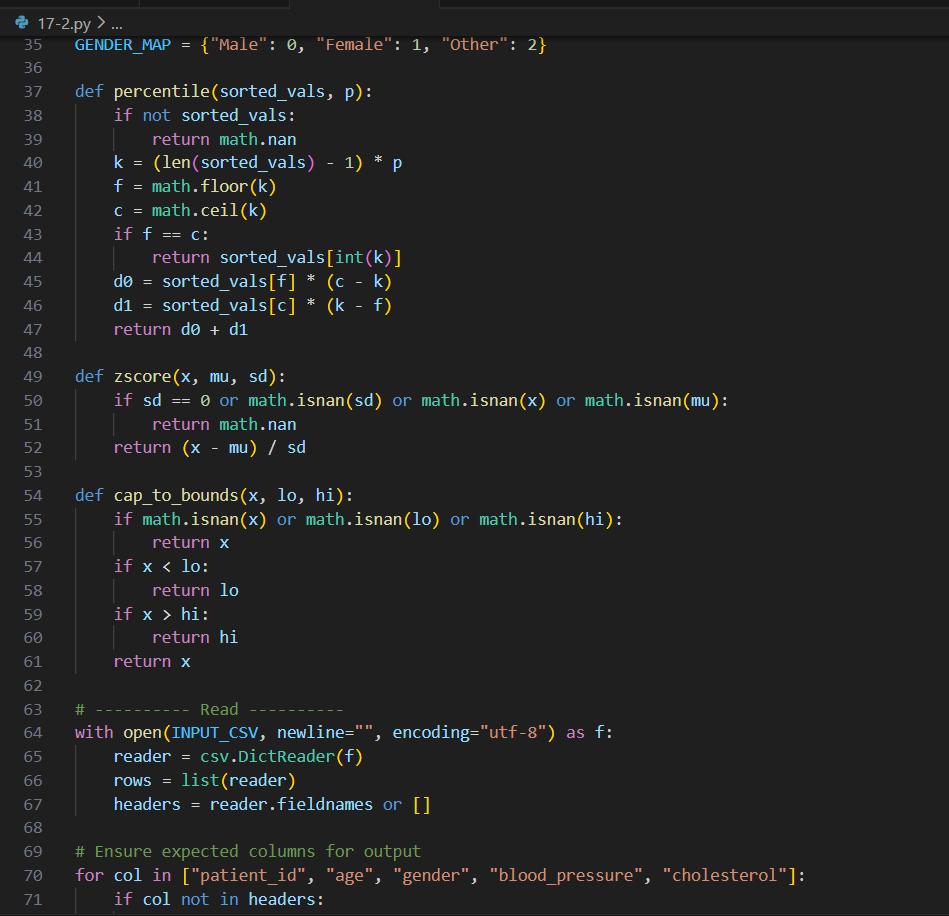 17-2.py > ...
35 GENDER_MAP = {"Male": 0, "Female": 1, "Other": 2}
36
37 def percentile(sorted_vals, p):
38     if not sorted_vals:
39         return math.nan
40     k = (len(sorted_vals) - 1) * p
41     f = math.floor(k)
42     c = math.ceil(k)
43     if f == c:
44         return sorted_vals[int(k)]
45     d0 = sorted_vals[f] * (c - k)
46     d1 = sorted_vals[c] * (k - f)
47     return d0 + d1
48
49 def zscore(x, mu, sd):
50     if sd == 0 or math.isnan(sd) or math.isnan(x) or math.isnan(mu):
51         return math.nan
52     return (x - mu) / sd
53
54 def cap_to_bounds(x, lo, hi):
55     if math.isnan(x) or math.isnan(lo) or math.isnan(hi):
56         return x
57     if x < lo:
58         return lo
59     if x > hi:
60         return hi
61     return x
62
63 # ---------- Read ----------
64 with open(INPUT_CSV, newline="", encoding="utf-8") as f:
65     reader = csv.DictReader(f)
66     rows = list(reader)
67     headers = reader.fieldnames or []
68
69 # Ensure expected columns for output
70 for col in ["patient_id", "age", "gender", "blood_pressure", "cholesterol"]:
71     if col not in headers: